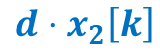 d · x₂[k]